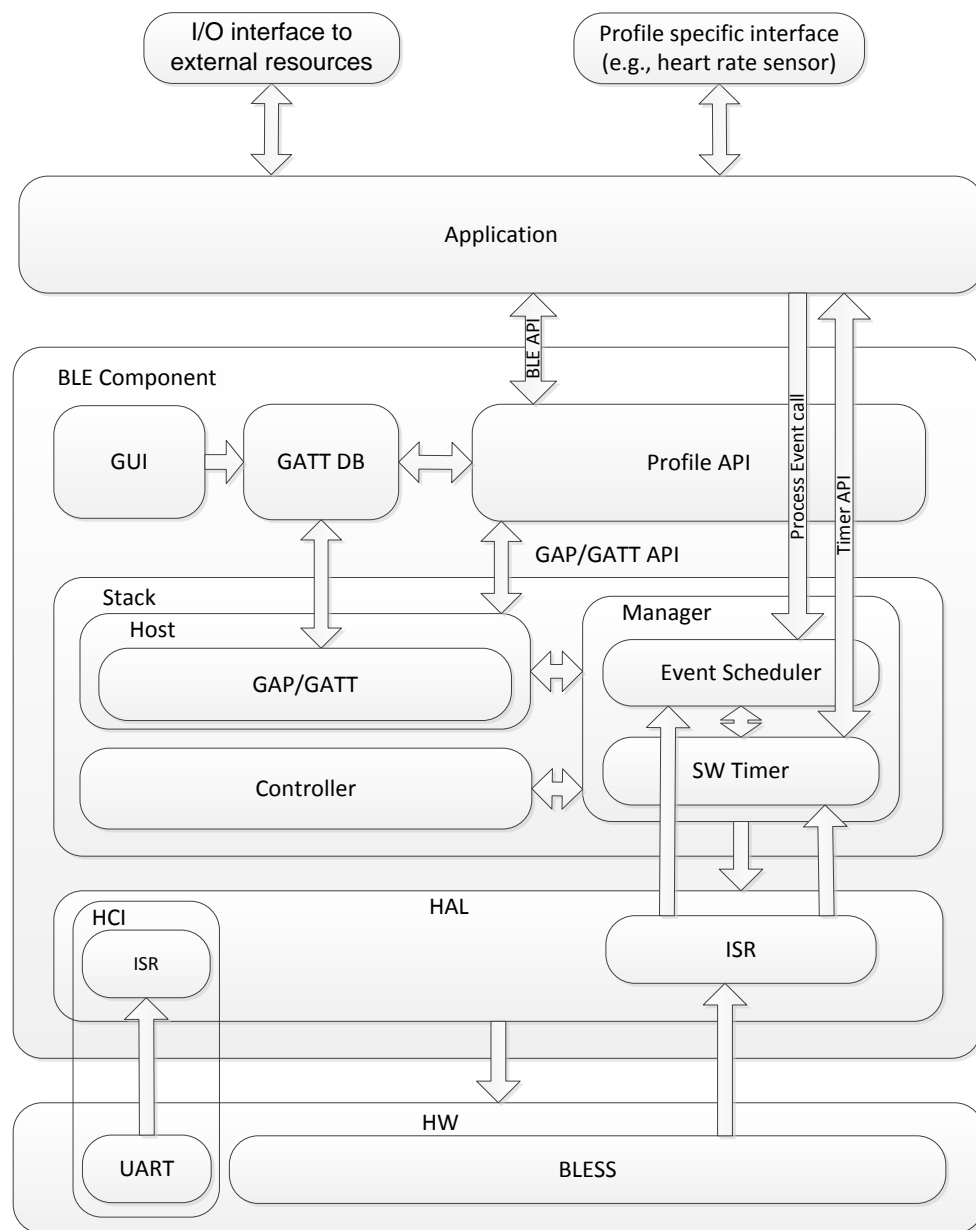 I/O interface to
external resources
Profile specific interface
(e.g., heart rate sensor)
Application
BLE API
Process Event call
Timer API
BLE Component
GUI
GATT DB
Profile API
GAP/GATT API
Stack
Host
GAP/GATT
Manager
Event Scheduler
SW Timer
Controller
HAL
HCI
ISR
ISR
HW
UART
BLESS